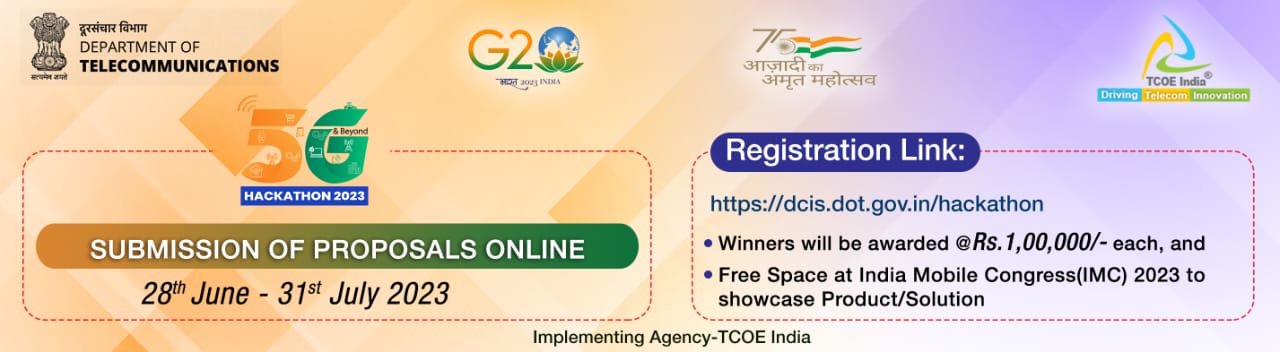 दूरसंचार विभाग
DEPARTMENT OF
TELECOMMUNICATIONS
सत्यमेव जयते
G20
भारत 2023 INDIA
75
आज़ादी का
अमृत महोत्सव
TCOE India®
Driving Telecom Innovation
5G
& Beyond
HACKATHON 2023
SUBMISSION OF PROPOSALS ONLINE
28th June - 31st July 2023
Registration Link:
https://dcis.dot.gov.in/hackathon
• Winners will be awarded @Rs.1,00,000/- each, and
• Free Space at India Mobile Congress(IMC) 2023 to
showcase Product/Solution
Implementing Agency-TCOE India